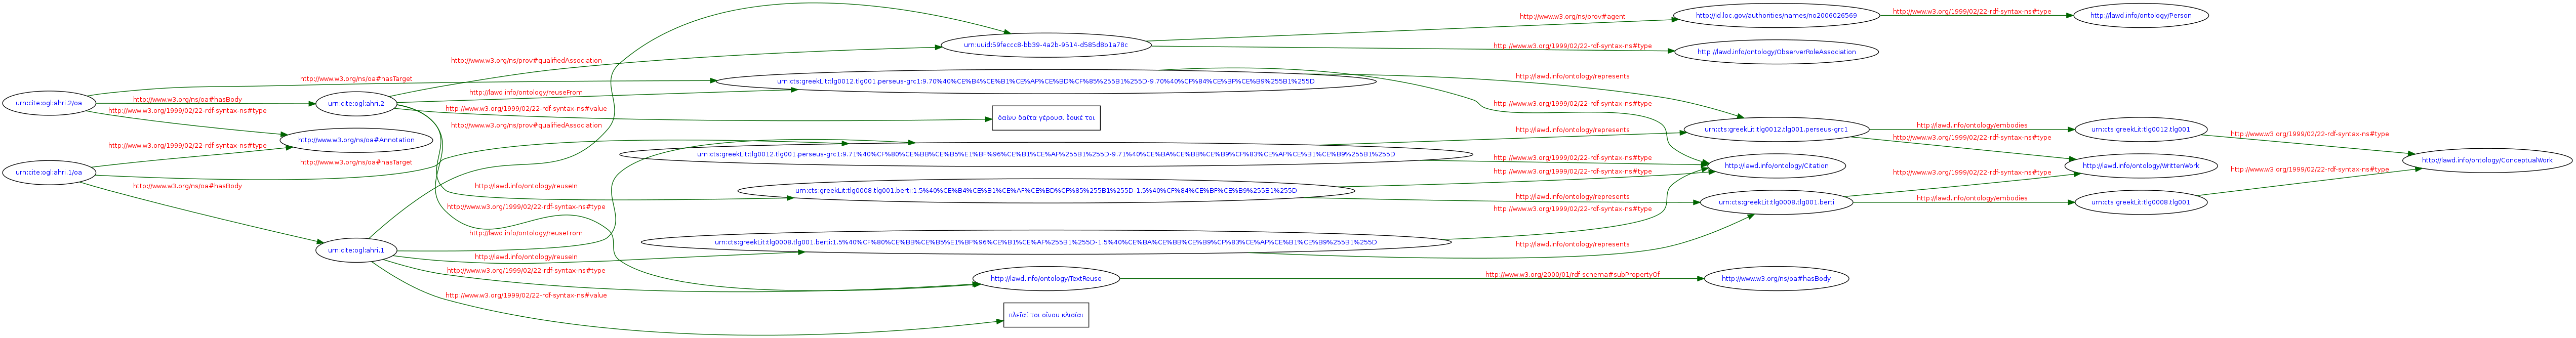 http://www.w3.org/ns/prov#agent
http://id.loc.gov/authorities/names/no2006026569
http://www.w3.org/1999/02/22-rdf-syntax-ns#type
http://lawd.info/ontology/Person
urn:uuid:59feccc8-bb39-4a2b-9514-d585d8b1a78c
http://www.w3.org/1999/02/22-rdf-syntax-ns#type
http://lawd.info/ontology/ObserverRoleAssociation
http://www.w3.org/ns/prov#qualifiedAssociation
http://www.w3.org/ns/oa#hasTarget
urn:cts:greekLit:tlg0012.tlg001.perseus-grc1:9.70%40%CE%B4%CE%B1%CE%AF%CE%BD%CF%85%255B1%255D-9.70%40%CF%84%CE%BF%CE%B9%255B1%255D
http://lawd.info/ontology/represents
http://lawd.info/ontology/reuseFrom
urn:cite:ogl:ahri.2/oa
http://www.w3.org/ns/oa#hasBody
urn:cite:ogl:ahri.2
http://www.w3.org/1999/02/22-rdf-syntax-ns#type
http://www.w3.org/1999/02/22-rdf-syntax-ns#value
http://www.w3.org/1999/02/22-rdf-syntax-ns#type
δαίνυ δαῖτα γέρουσι ἔοικέ τοι
http://www.w3.org/ns/prov#qualifiedAssociation
http://www.w3.org/ns/oa#Annotation
http://lawd.info/ontology/represents
urn:cts:greekLit:tlg0012.tlg001.perseus-grc1
http://lawd.info/ontology/embodies
urn:cts:greekLit:tlg0012.tlg001
http://www.w3.org/1999/02/22-rdf-syntax-ns#type
http://www.w3.org/1999/02/22-rdf-syntax-ns#type
http://www.w3.org/1999/02/22-rdf-syntax-ns#type
http://www.w3.org/ns/oa#hasTarget
urn:cts:greekLit:tlg0012.tlg001.perseus-grc1:9.71%40%CF%80%CE%BB%CE%B5%E1%BF%96%CE%B1%CE%AF%255B1%255D-9.71%40%CE%BA%CE%BB%CE%B9%CF%83%CE%AF%CE%B1%CE%B9%255B1%255D
http://www.w3.org/1999/02/22-rdf-syntax-ns#type
http://lawd.info/ontology/Citation
http://lawd.info/ontology/WrittenWork
http://lawd.info/ontology/ConceptualWork
urn:cite:ogl:ahri.1/oa
http://www.w3.org/1999/02/22-rdf-syntax-ns#type
http://www.w3.org/1999/02/22-rdf-syntax-ns#type
http://www.w3.org/1999/02/22-rdf-syntax-ns#type
http://www.w3.org/ns/oa#hasBody
http://lawd.info/ontology/reuseIn
urn:cts:greekLit:tlg0008.tlg001.berti:1.5%40%CE%B4%CE%B1%CE%AF%CE%BD%CF%85%255B1%255D-1.5%40%CF%84%CE%BF%CE%B9%255B1%255D
http://lawd.info/ontology/represents
urn:cts:greekLit:tlg0008.tlg001.berti
http://lawd.info/ontology/embodies
urn:cts:greekLit:tlg0008.tlg001
http://www.w3.org/1999/02/22-rdf-syntax-ns#type
http://www.w3.org/1999/02/22-rdf-syntax-ns#type
http://lawd.info/ontology/reuseFrom
urn:cts:greekLit:tlg0008.tlg001.berti:1.5%40%CF%80%CE%BB%CE%B5%E1%BF%96%CE%B1%CE%AF%255B1%255D-1.5%40%CE%BA%CE%BB%CE%B9%CF%83%CE%AF%CE%B1%CE%B9%255B1%255D
http://lawd.info/ontology/represents
urn:cite:ogl:ahri.1
http://lawd.info/ontology/reuseIn
http://www.w3.org/1999/02/22-rdf-syntax-ns#type
http://lawd.info/ontology/TextReuse
http://www.w3.org/2000/01/rdf-schema#subPropertyOf
http://www.w3.org/ns/oa#hasBody
http://www.w3.org/1999/02/22-rdf-syntax-ns#value
πλεῖαί τοι οἴνου κλισίαι